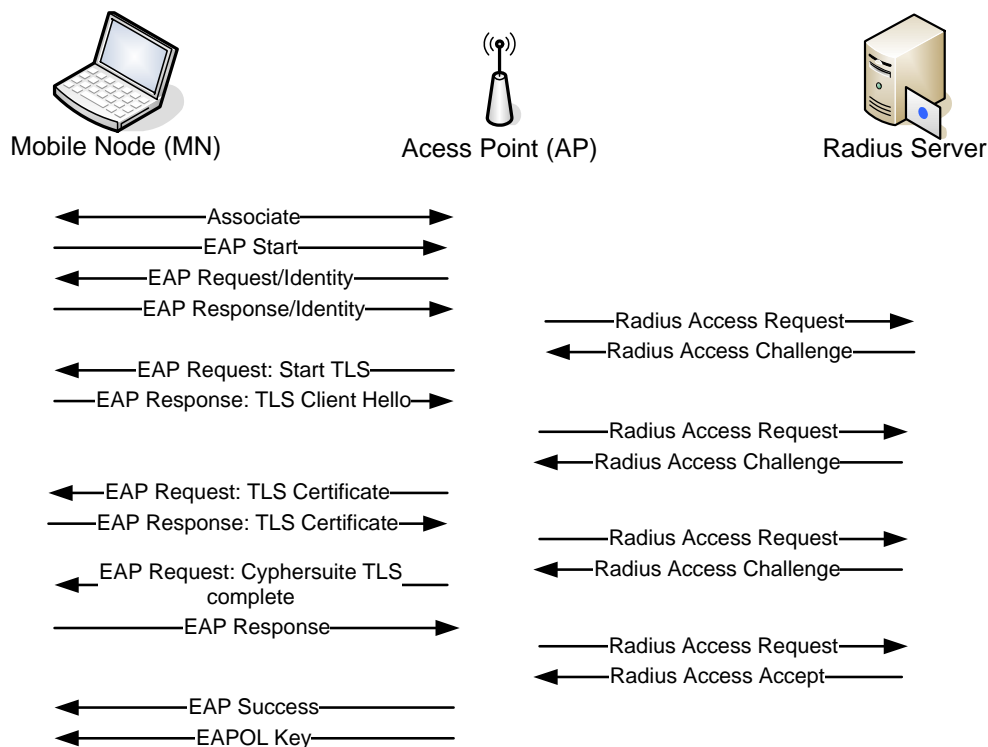 Mobile Node (MN)
Acess Point (AP)
Radius Server
Associate
EAP Start
EAP Request/Identity
EAP Response/Identity
Radius Access Request
Radius Access Challenge
EAP Request: Start TLS
EAP Response: TLS Client Hello
Radius Access Request
Radius Access Challenge
EAP Request: TLS Certificate
EAP Response: TLS Certificate
Radius Access Request
Radius Access Challenge
EAP Request: Cyphersuite TLS
complete
EAP Response
Radius Access Request
Radius Access Accept
EAP Success
EAPOL Key